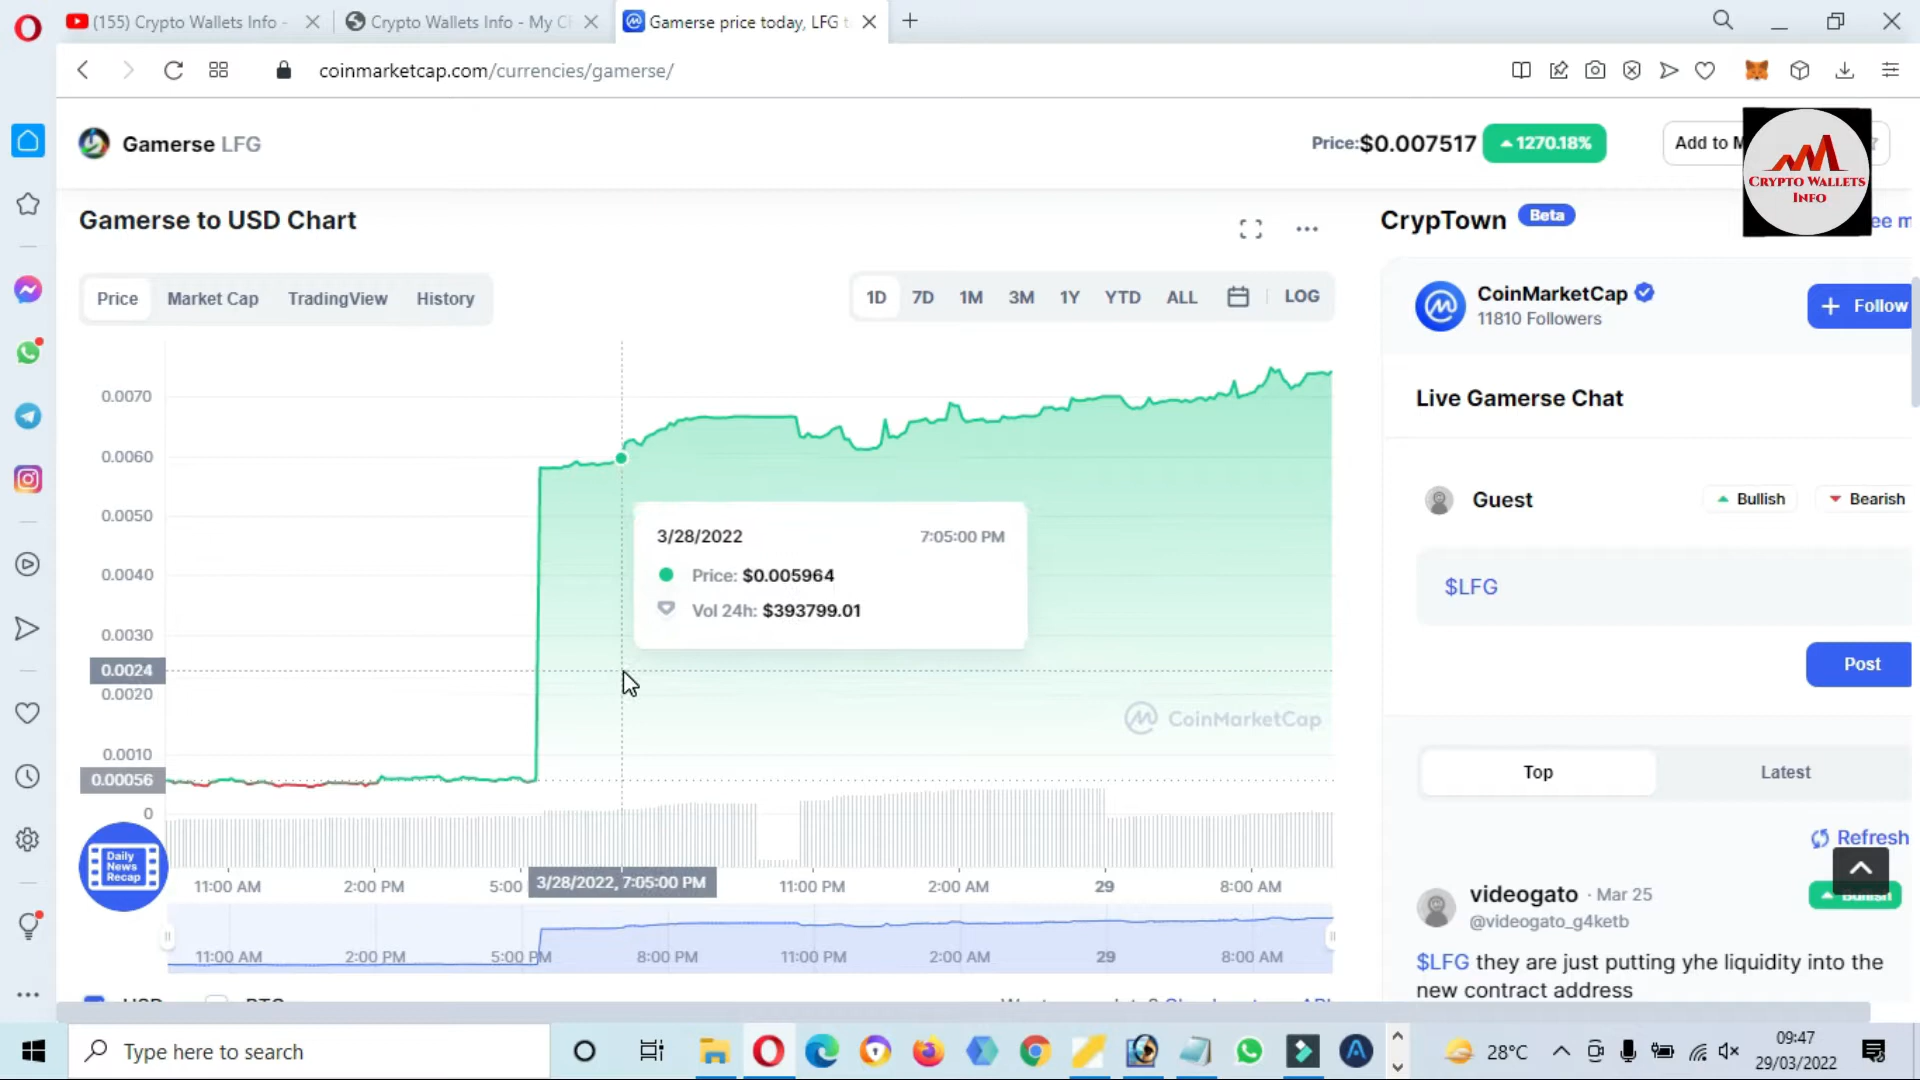 (155) Crypto Wallets Info -
Crypto Wallets Info - My C
Gamerse price today, LFG t
coinmarketcap.com/currencies/gamerse/
Gamerse LFG
Price:$0.007517
1270.18%
Add to M
CRYPTO WALLETS
INFO
Gamerse to USD Chart
CrypTown
Beta
ee m
Price
Market Cap
TradingView
History
1D
7D
1M
3M
1Y
YTD
ALL
LOG
CoinMarketCap
11810 Followers
Follow
Live Gamerse Chat
Guest
Bullish
Bearish
$LFG
Post
Top
Latest
Refresh
0.0070
0.0060
0.0050
0.0040
0.0030
0.0024
0.0020
0.0010
0.00056
0
3/28/2022
7:05:00 PM
Price: $0.005964
Vol 24h: $393799.01
CoinMarketCap
Daily
News
Recap
11:00 AM
2:00 PM
5:00
3/28/2022, 7:05:00 PM
11:00 PM
2:00 AM
29
8:00 AM
11:00 AM
2:00 PM
5:00 PM
8:00 PM
11:00 PM
2:00 AM
29
8:00 AM
videogato · Mar 25
@videogato_g4ketb
Bullish
$LFG they are just putting yhe liquidity into the
new contract address
USD
BTC
API
Type here to search
28°C
09:47
29/03/2022